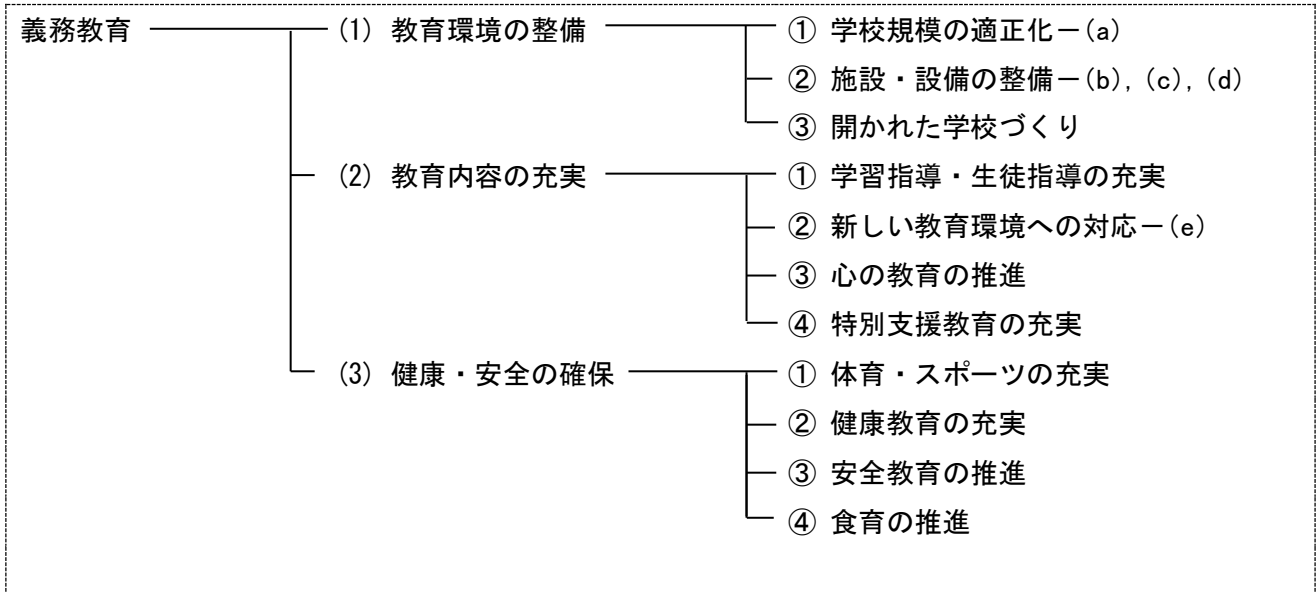 義務教育 (1) 教育環境の整備 ① 学校規模の適正化－(a)
② 施設・設備の整備－(b), (c), (d)
③ 開かれた学校づくり
(2) 教育内容の充実 ① 学習指導・生徒指導の充実
② 新しい教育環境への対応－(e)
③ 心の教育の推進
④ 特別支援教育の充実
(3) 健康・安全の確保 ① 体育・スポーツの充実
② 健康教育の充実
③ 安全教育の推進
④ 食育の推進